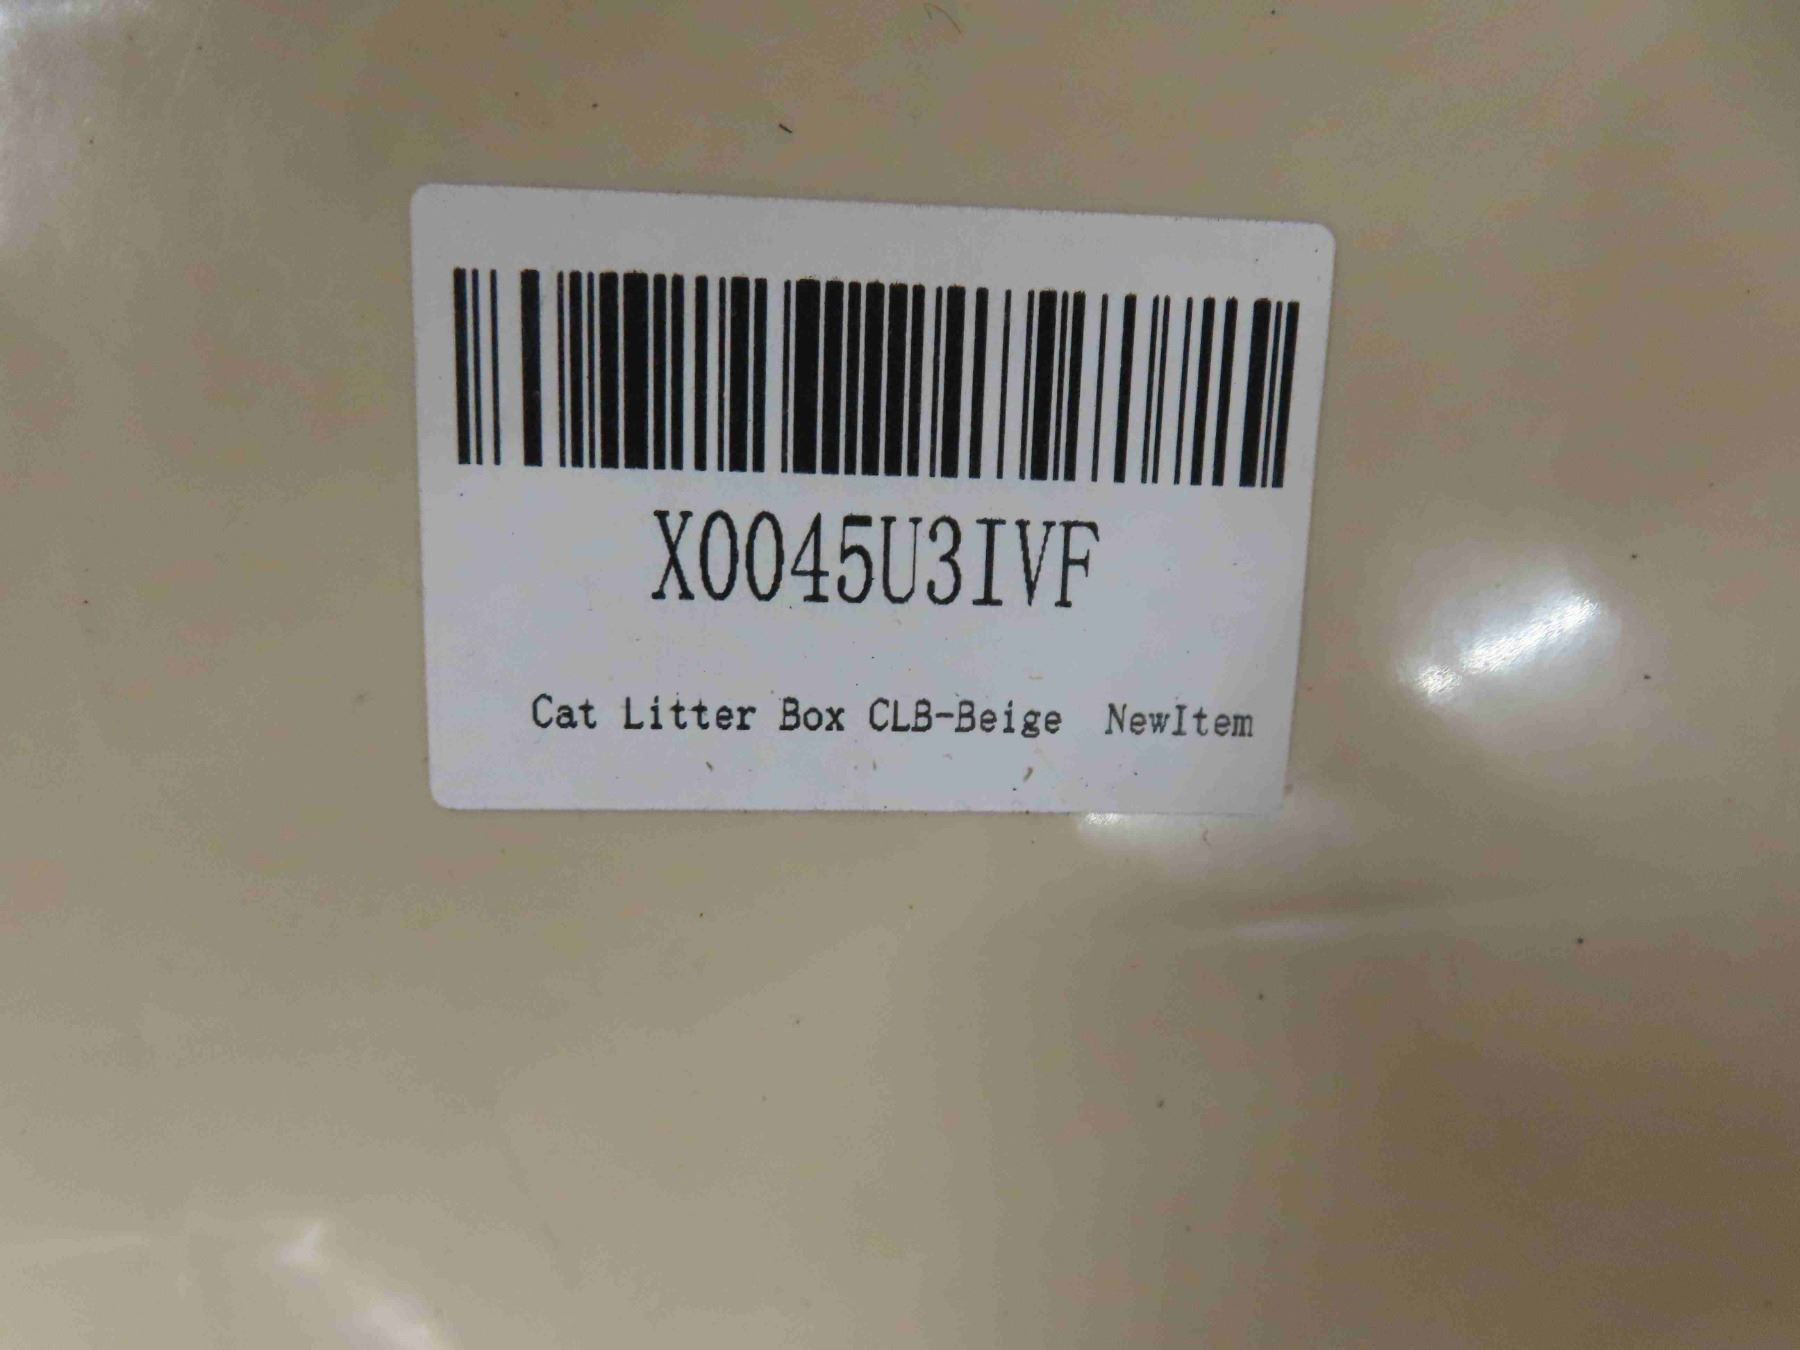 X0045U3IVF
Cat Litter Box CLB-Beige NewItem